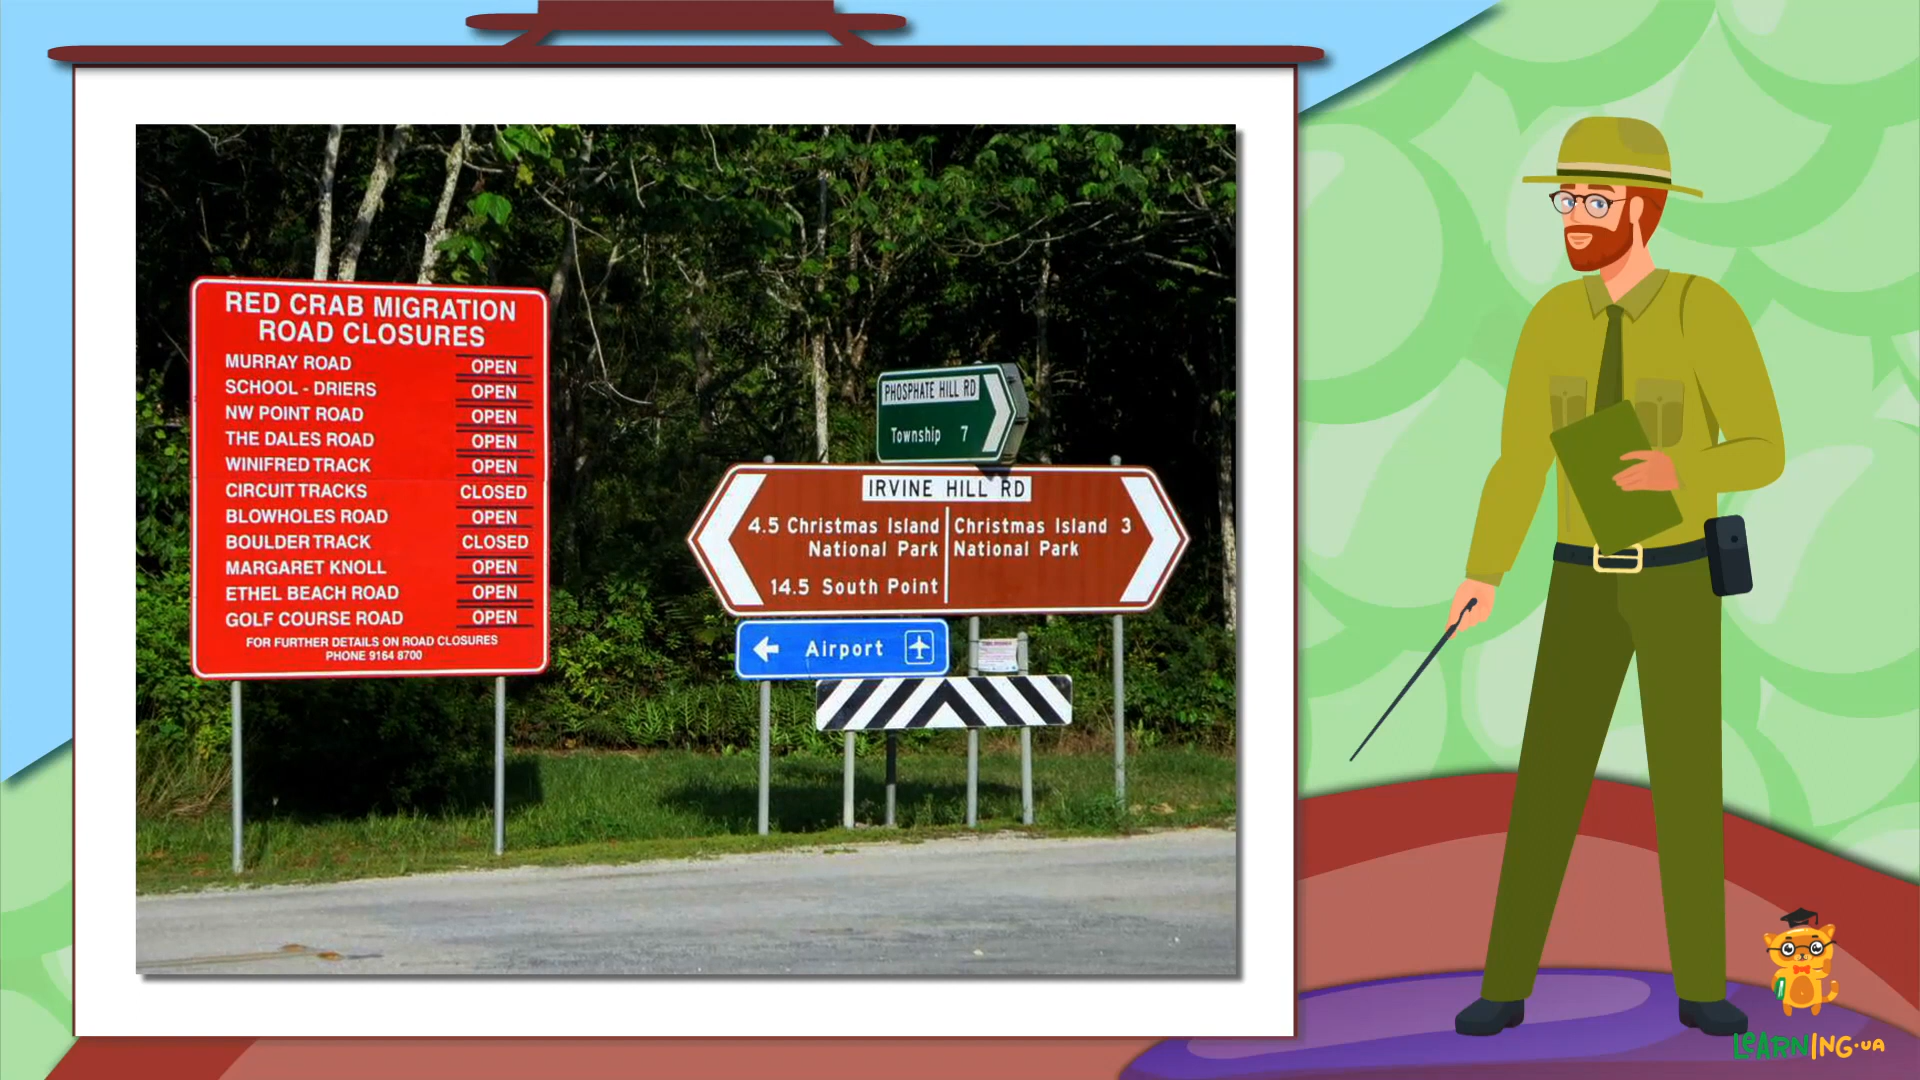 RED CRAB MIGRATION
ROAD CLOSURES
MURRAY ROAD OPEN
SCHOOL - DRIERS OPEN
NW POINT ROAD OPEN
THE DALES ROAD OPEN
WINIFRED TRACK OPEN
CIRCUIT TRACKS CLOSED
BLOWHOLES ROAD OPEN
BOULDER TRACK CLOSED
MARGARET KNOLL OPEN
ETHEL BEACH ROAD OPEN
GOLF COURSE ROAD OPEN
FOR FURTHER DETAILS ON ROAD CLOSURES
PHONE 9164 8700
PHOSPHATE HILL RD
Township 7
IRVINE HILL RD
4.5 Christmas Island
National Park
14.5 South Point
Christmas Island 3
National Park
Airport
LEARNING.UA